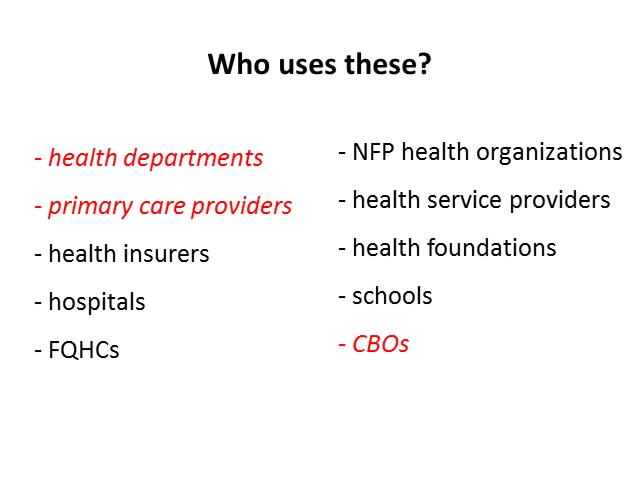 Who uses these?
- health departments
- primary care providers
- health insurers
- hospitals
- FQHCs
- NFP health organizations
- health service providers
- health foundations
- schools
- CBOs